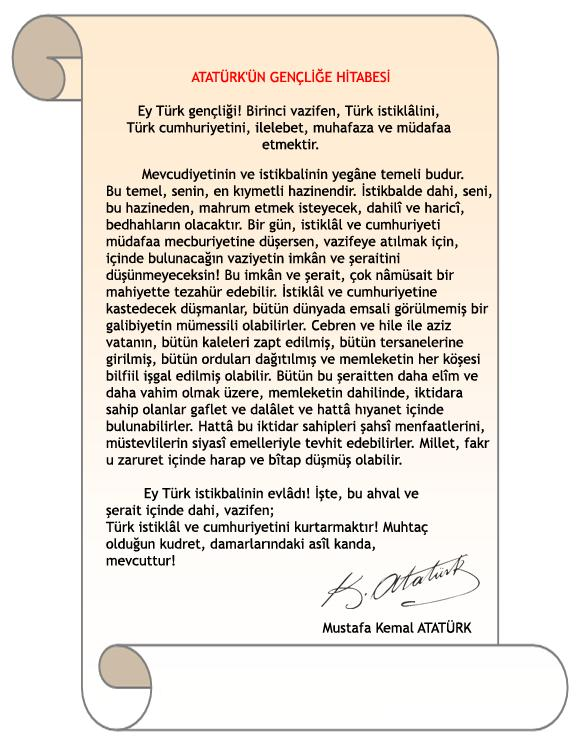 ATATÜRK'ÜN GENÇLİĞE HİTABESİ
Ey Türk gençliği! Birinci vazifen, Türk istiklâlini,
Türk cumhuriyetini, ilelebet, muhafaza ve müdafaa
etmektir.
Mevcudiyetinin ve istikbalinin yegâne temeli budur.
Bu temel, senin, en kıymetli hazinendir. İstikbalde dahi, seni,
bu hazineden, mahrum etmek isteyecek, dahilî ve haricî,
bedhahların olacaktır. Bir gün, istiklâl ve cumhuriyeti
müdafaa mecburiyetine düşersen, vazifeye atılmak için,
içinde bulunacağın vaziyetin imkân ve şeraitini
düşünmeyeceksin! Bu imkân ve şerait, çok nâmüsait bir
mahiyette tezahür edebilir. İstiklâl ve cumhuriyetine
kastedecek düşmanlar, bütün dünyada emsali görülmemiş bir
galibiyetin mümessili olabilirler. Cebren ve hile ile aziz
vatanın, bütün kaleleri zapt edilmiş, bütün tersanelerine
girilmiş, bütün orduları dağıtılmış ve memleketin her köşesi
bilfiil işgal edilmiş olabilir. Bütün bu şeraitten daha elîm ve
daha vahim olmak üzere, memleketin dahilinde, iktidara
sahip olanlar gaflet ve dalâlet ve hattâ hıyanet içinde
bulunabilirler. Hattâ bu iktidar sahipleri şahsî menfaatlerini,
müstevlilerin siyasî emelleriyle tevhit edebilirler. Millet, fakr
u zaruret içinde harap ve bîtap düşmüş olabilir.
Ey Türk istikbalinin evlâdı! İşte, bu ahval ve
şerait içinde dahi, vazifen;
Türk istiklâl ve cumhuriyetini kurtarmaktır! Muhtaç
olduğun kudret, damarlarındaki asîl kanda,
mevcuttur!
K. Atatürk
Mustafa Kemal ATATÜRK